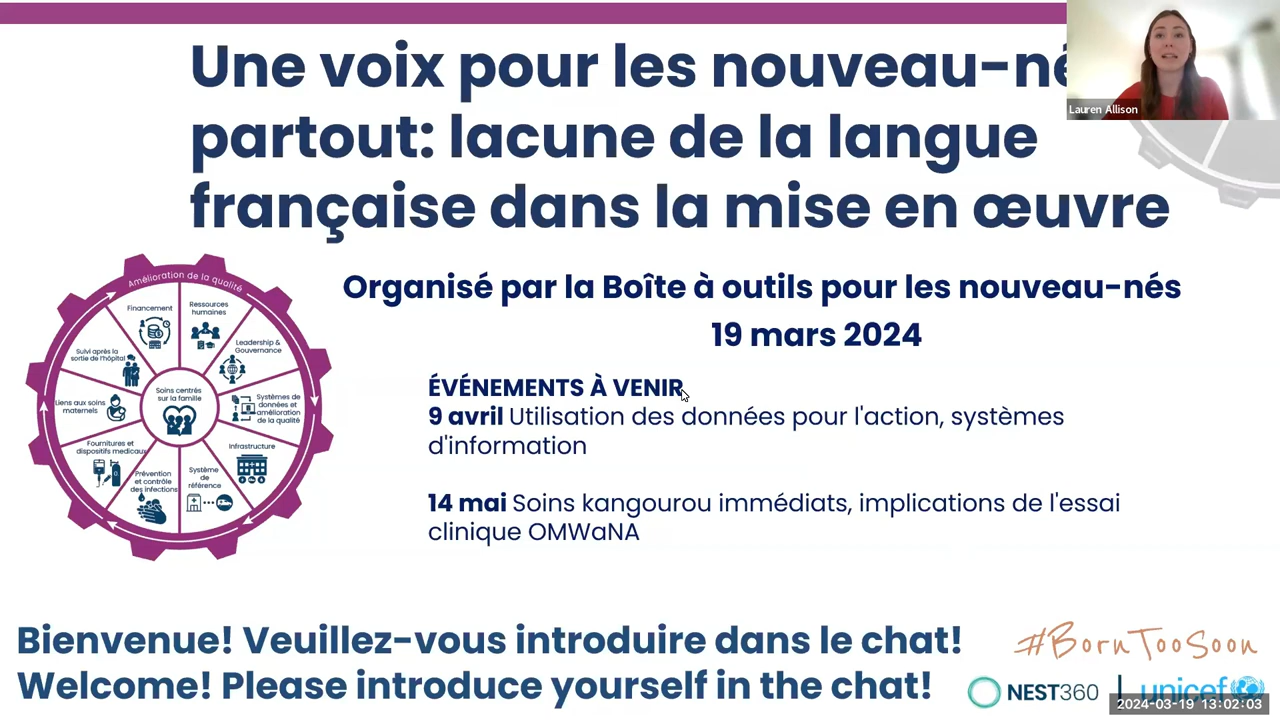 Une voix pour les nouveau-né
partout: lacune de la langue
française dans la mise en œuvre
Lauren Allison
Organisé par la Boîte à outils pour les nouveau-nés
19 mars 2024
ÉVÉNEMENTS À VENIR
9 avril Utilisation des données pour l'action, systèmes
d'information
14 mai Soins kangourou immédiats, implications de l'essai
clinique OMWaNA
Amélioration de la qualité
Financement
Ressources
humaines
Leadership &
Gouvernance
Systèmes de
données et
amélioration
de la qualité
Infrastructure
Système
de
référence
Prévention
et contrôle
des infections
Fournitures et
dispositifs medicaux
Liens aux soins
maternels
Suivi après la
sortie de l'hôpital
Soins centrés
sur la famille
Bienvenue! Veuillez-vous introduire dans le chat!
Welcome! Please introduce yourself in the chat!
#BornTooSoon
NEST360 | unicef
2024-03-19 13:02:03